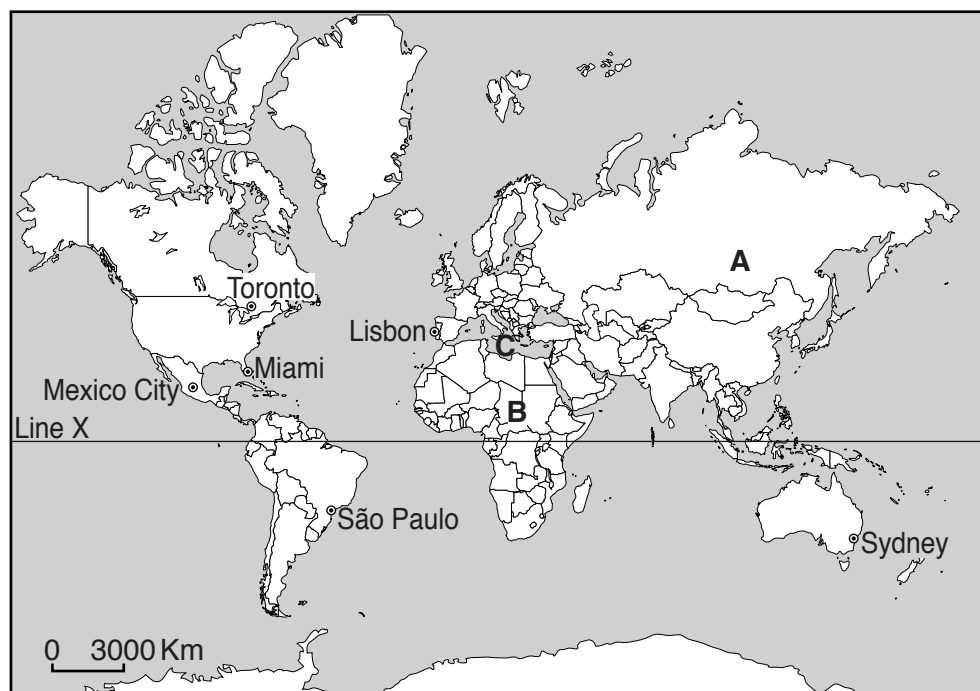 A
Toronto
Lisbon
C
Miami
Mexico City
B
Line X
São Paulo
Sydney
0 3000 Km